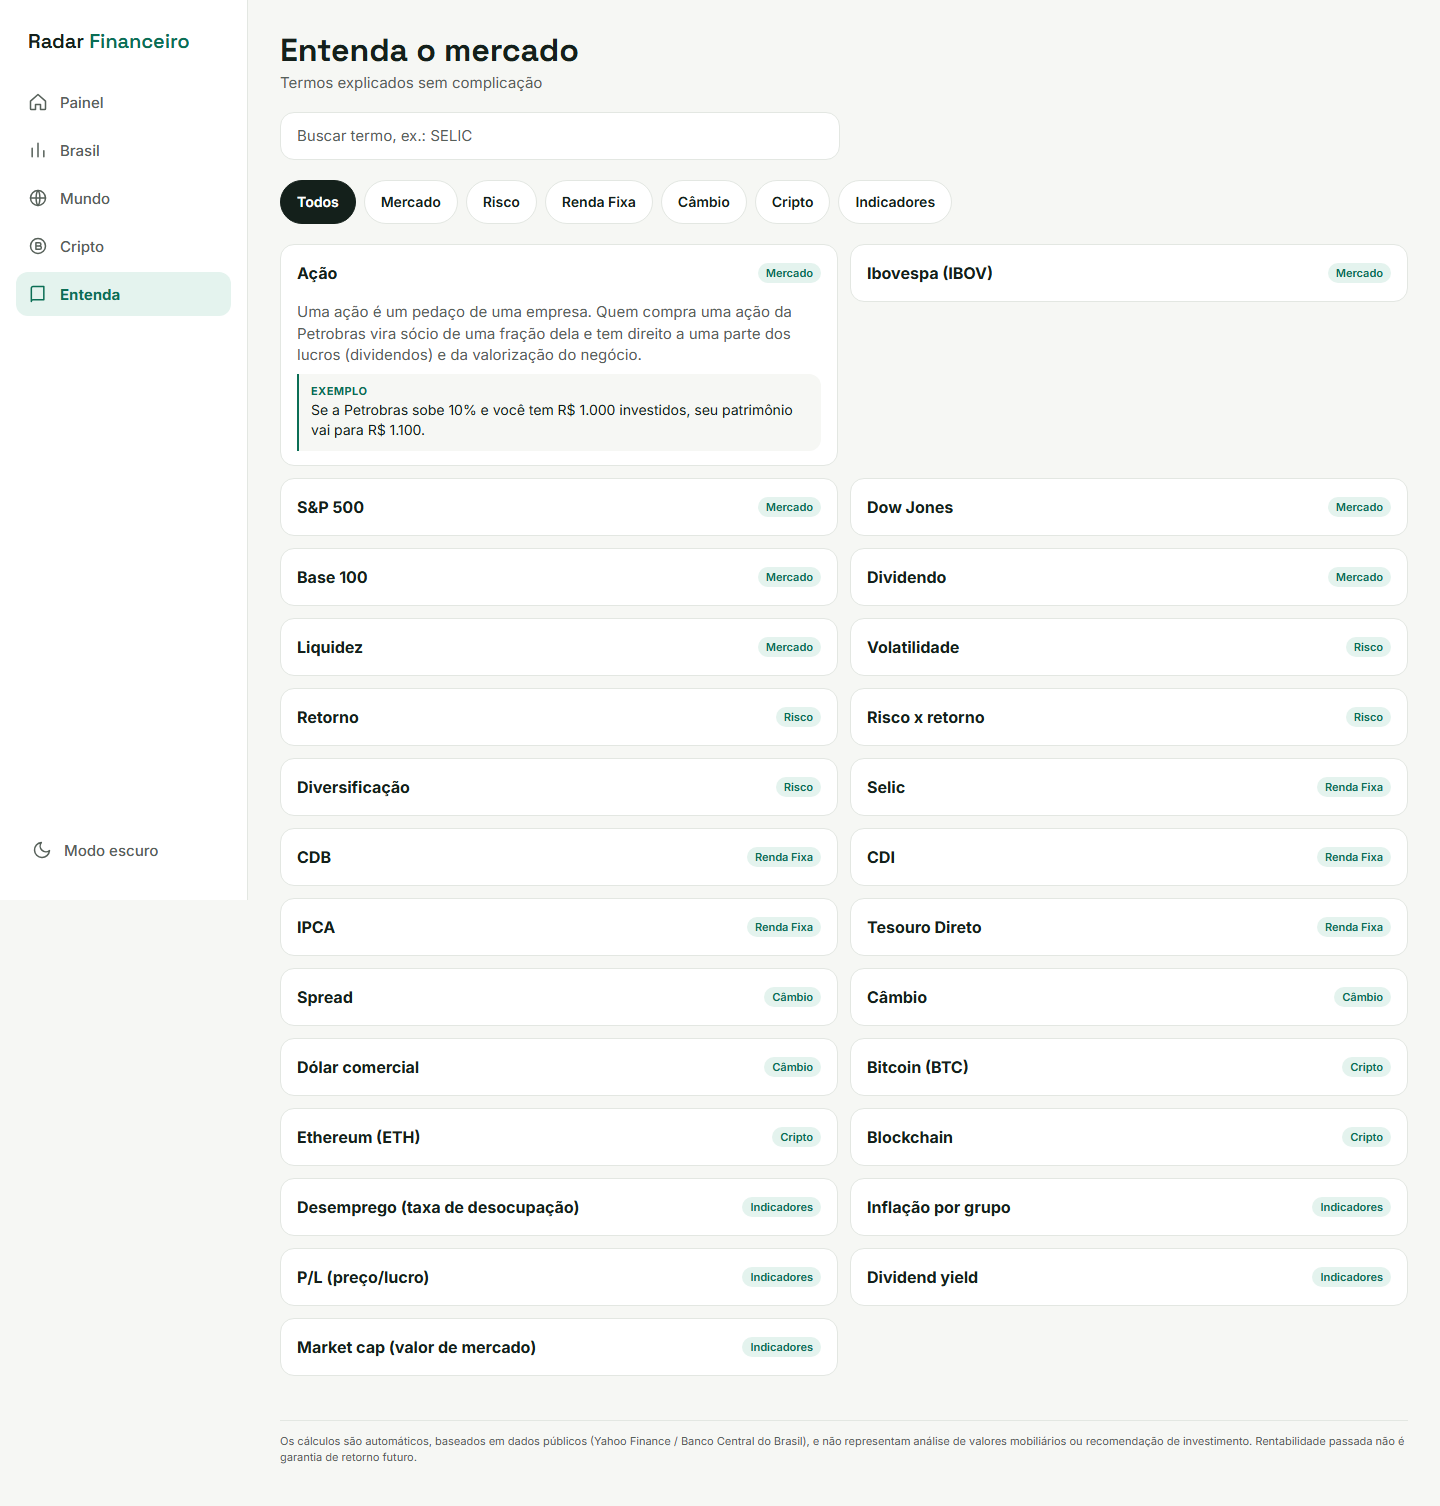 Radar Financeiro
Painel
Brasil
Mundo
Cripto
Entenda
Modo escuro
Entenda o mercado
Termos explicados sem complicação
Buscar termo, ex.: SELIC
Todos
Mercado
Risco
Renda Fixa
Câmbio
Cripto
Indicadores
Ação
Mercado
Uma ação é um pedaço de uma empresa. Quem compra uma ação da
Petrobras vira sócio de uma fração dela e tem direito a uma parte dos
lucros (dividendos) e da valorização do negócio.
EXEMPLO
Se a Petrobras sobe 10% e você tem R$ 1.000 investidos, seu patrimônio
vai para R$ 1.100.
Ibovespa (IBOV)
Mercado
S&P 500
Mercado
Dow Jones
Mercado
Base 100
Mercado
Dividendo
Mercado
Liquidez
Mercado
Volatilidade
Risco
Retorno
Risco
Risco x retorno
Risco
Diversificação
Risco
Selic
Renda Fixa
CDB
Renda Fixa
CDI
Renda Fixa
IPCA
Renda Fixa
Tesouro Direto
Renda Fixa
Spread
Câmbio
Câmbio
Câmbio
Dólar comercial
Câmbio
Bitcoin (BTC)
Cripto
Ethereum (ETH)
Cripto
Blockchain
Cripto
Desemprego (taxa de desocupação)
Indicadores
Inflação por grupo
Indicadores
P/L (preço/lucro)
Indicadores
Dividend yield
Indicadores
Market cap (valor de mercado)
Indicadores
Os cálculos são automáticos, baseados em dados públicos (Yahoo Finance / Banco Central do Brasil), e não representam análise de valores mobiliários ou recomendação de investimento. Rentabilidade passada não é
garantia de retorno futuro.